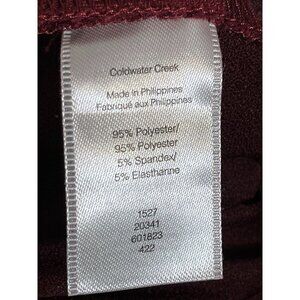 Coldwater Creek
Made in Philippines
Fabriqué aux Philippines
95% Polyester/
95% Polyester
5% Spandex/
5% Elasthanne
1527
20341
601823
422